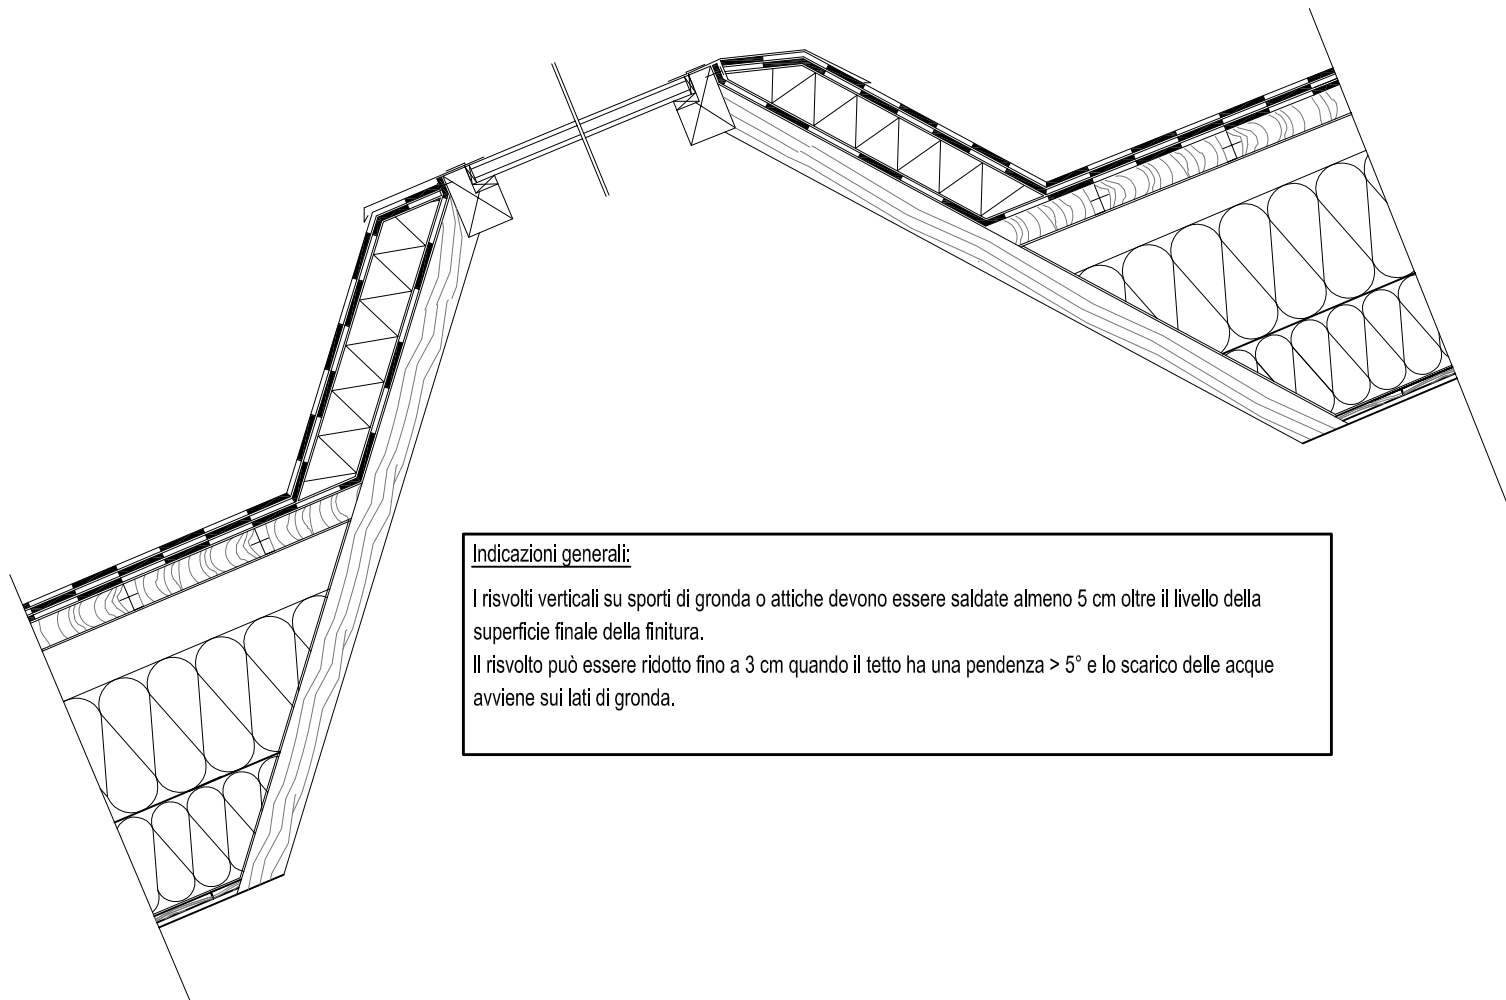 Indicazioni generali:
I risvolti verticali su sporti di gronda o attiche devono essere saldate almeno 5 cm oltre il livello della
superficie finale della finitura.
Il risvolto può essere ridotto fino a 3 cm quando il tetto ha una pendenza > 5° e lo scarico delle acque
avviene sui lati di gronda.